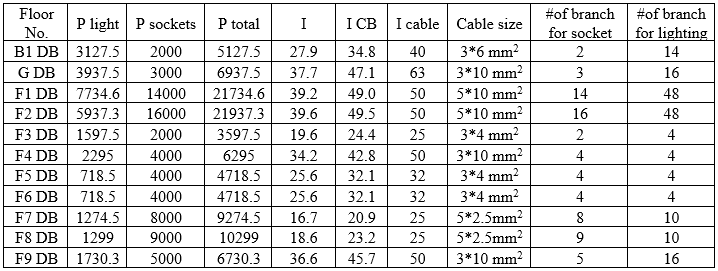 Floor No. P light P sockets P total I I CB I cable Cable size #of branch for socket #of branch for lighting
B1 DB 3127.5 2000 5127.5 27.9 34.8 40 3*6 mm² 2 14
G DB 3937.5 3000 6937.5 37.7 47.1 63 3*10 mm² 3 16
F1 DB 7734.6 14000 21734.6 39.2 49.0 50 5*10 mm² 14 48
F2 DB 5937.3 16000 21937.3 39.6 49.5 50 5*10 mm² 16 48
F3 DB 1597.5 2000 3597.5 19.6 24.4 25 3*4 mm² 2 4
F4 DB 2295 4000 6295 34.2 42.8 50 3*10 mm² 4 4
F5 DB 718.5 4000 4718.5 25.6 32.1 32 3*4 mm² 4 4
F6 DB 718.5 4000 4718.5 25.6 32.1 32 3*4 mm² 4 4
F7 DB 1274.5 8000 9274.5 16.7 20.9 25 5*2.5mm² 8 10
F8 DB 1299 9000 10299 18.6 23.2 25 5*2.5mm² 9 10
F9 DB 1730.3 5000 6730.3 36.6 45.7 50 3*10 mm² 5 16